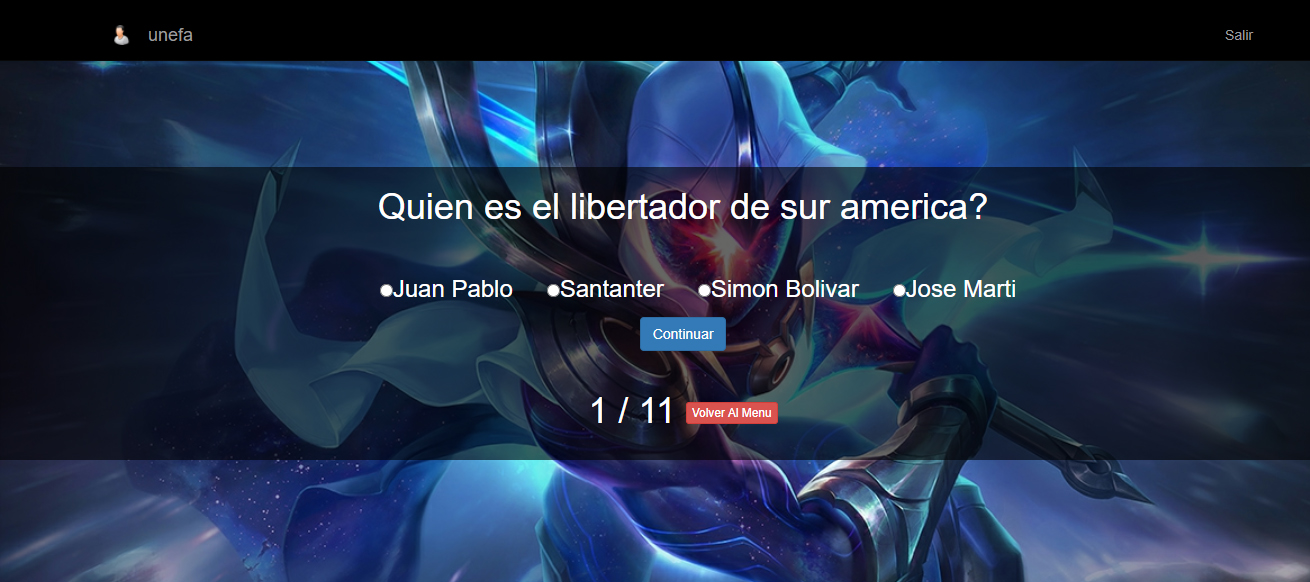 unefa Salir
Quien es el libertador de sur america?
Juan Pablo Santanter Simon Bolivar Jose Marti
Continuar
1 / 11 Volver Al Menu